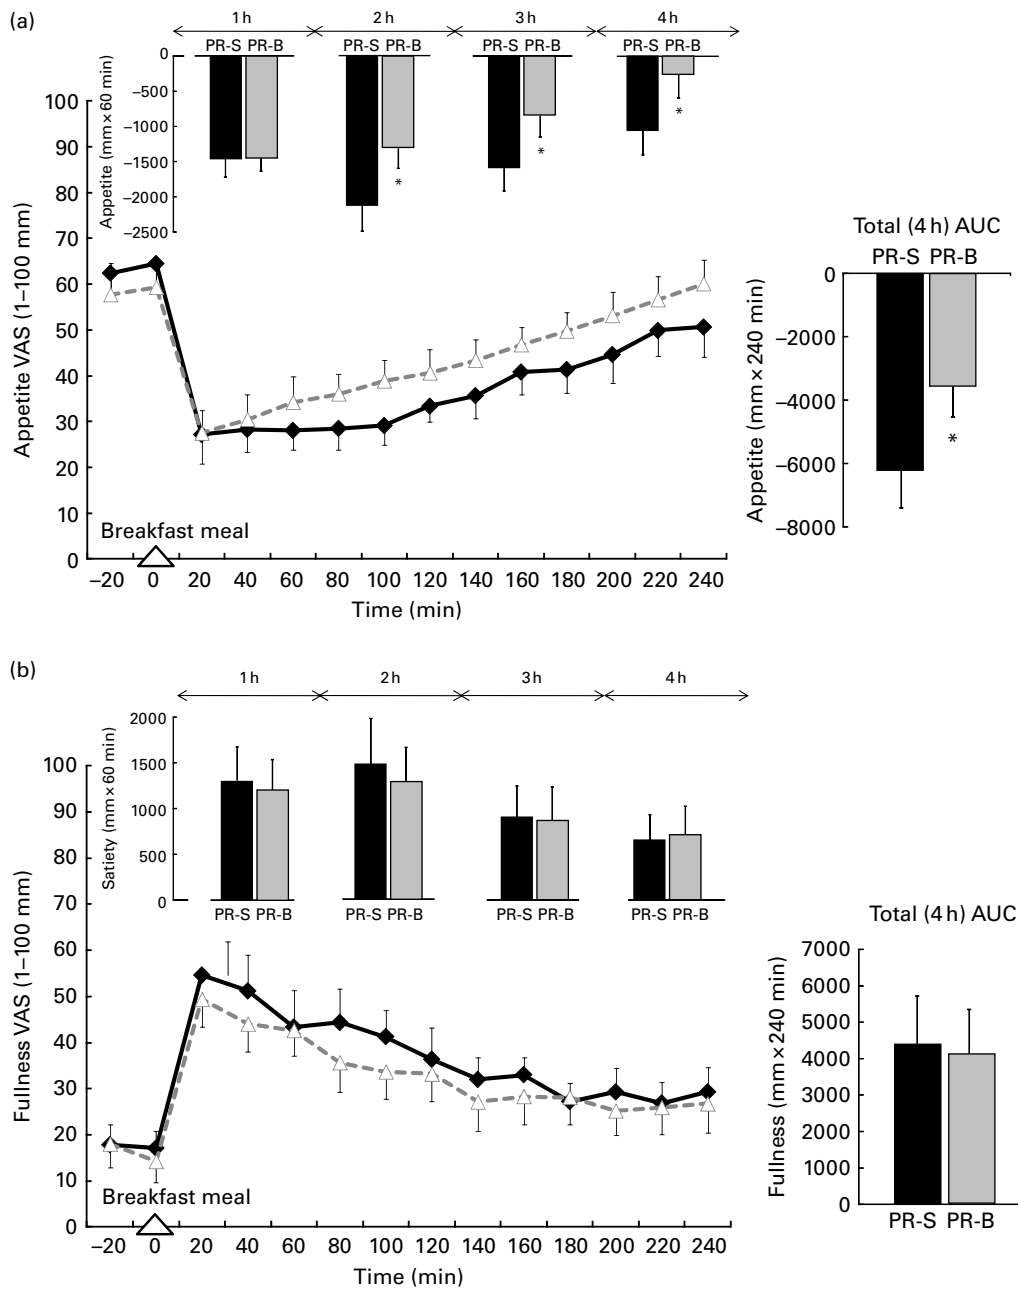 (a)
1 h 2 h 3 h 4 h
PR-S PR-B PR-S PR-B PR-S PR-B PR-S PR-B
Appetite (mm × 60 min)
0
−500
−1000
−1500
−2000
−2500
* * *
Appetite VAS (1–100 mm)
100
90
80
70
60
50
40
30
20
10
0
Breakfast meal
−20 0 20 40 60 80 100 120 140 160 180 200 220 240
Time (min)
Total (4 h) AUC
PR-S PR-B
Appetite (mm × 240 min)
0
−2000
−4000
−6000
−8000
*
(b)
1 h 2 h 3 h 4 h
Satiety (mm × 60 min)
2000
1500
1000
500
0
PR-S PR-B PR-S PR-B PR-S PR-B PR-S PR-B
Fullness VAS (1–100 mm)
100
90
80
70
60
50
40
30
20
10
0
Breakfast meal
−20 0 20 40 60 80 100 120 140 160 180 200 220 240
Time (min)
Total (4 h) AUC
Fullness (mm × 240 min)
7000
6000
5000
4000
3000
2000
1000
0
PR-S PR-B